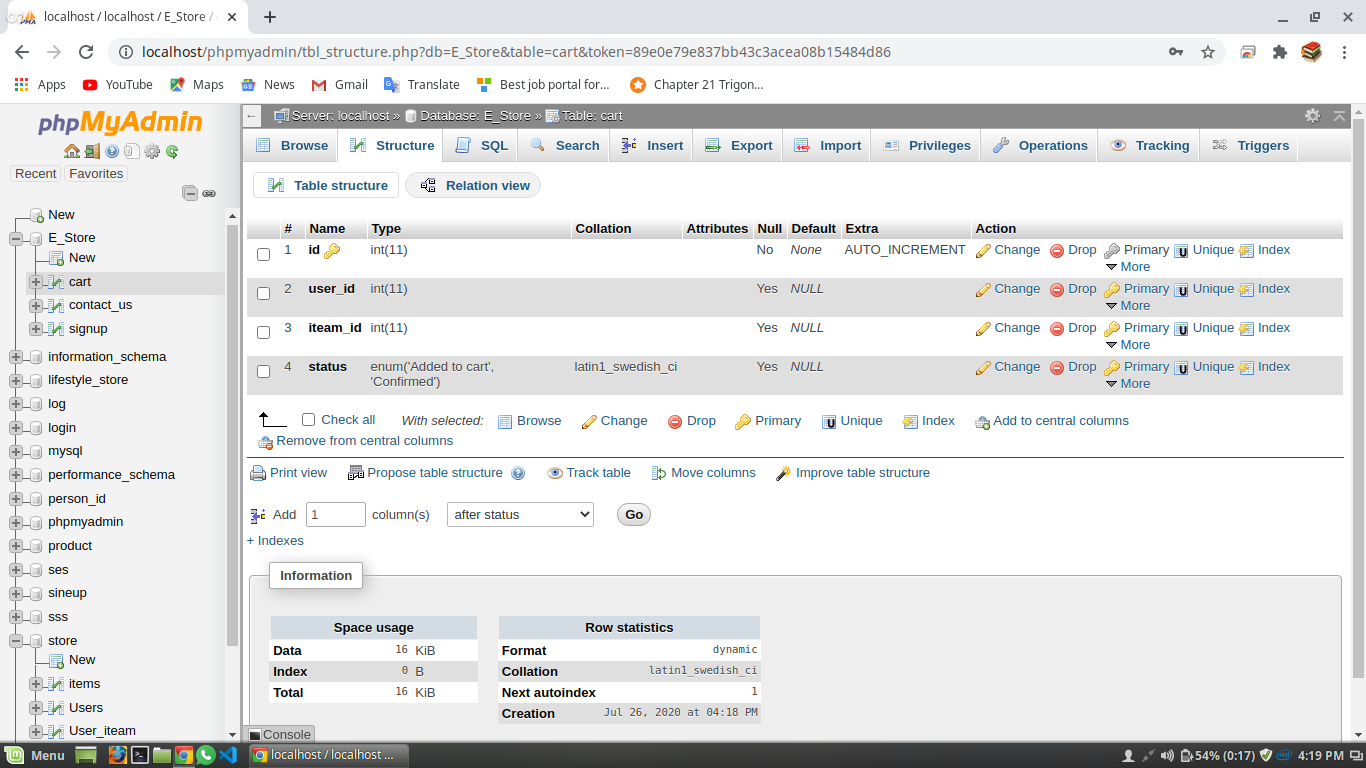 localhost / localhost / E_Store /
localhost/phpmyadmin/tbl_structure.php?db=E_Store&table=cart&token=89e0e79e837bb43c3acea08b15484d86
Apps YouTube Maps News Gmail Translate Best job portal for... Chapter 21 Trigon...
phpMyAdmin
Recent Favorites
New
E_Store
New
cart
contact_us
signup
information_schema
lifestyle_store
log
login
mysql
performance_schema
person_id
phpmyadmin
product
ses
sineup
sss
store
New
items
Users
User_iteam
← Server: localhost » Database: E_Store » Table: cart
Browse Structure SQL Search Insert Export Import Privileges Operations Tracking Triggers
Table structure Relation view
# Name Type Collation Attributes Null Default Extra Action
1 id int(11) No None AUTO_INCREMENT Change Drop Primary Unique Index
More
2 user_id int(11) Yes NULL Change Drop Primary Unique Index
More
3 iteam_id int(11) Yes NULL Change Drop Primary Unique Index
More
4 status enum('Added to cart', latin1_swedish_ci Yes NULL Change Drop Primary Unique Index
'Confirmed') More
Check all With selected: Browse Change Drop Primary Unique Index Add to central columns
Remove from central columns
Print view Propose table structure Track table Move columns Improve table structure
Add 1 column(s) after status Go
+ Indexes
Information
Space usage
Data 16 KiB
Index 0 B
Total 16 KiB
Row statistics
Format dynamic
Collation latin1_swedish_ci
Next autoindex 1
Creation Jul 26, 2020 at 04:18 PM
Console
Menu localhost / localhost ... 54% (0:17) 4:19 PM